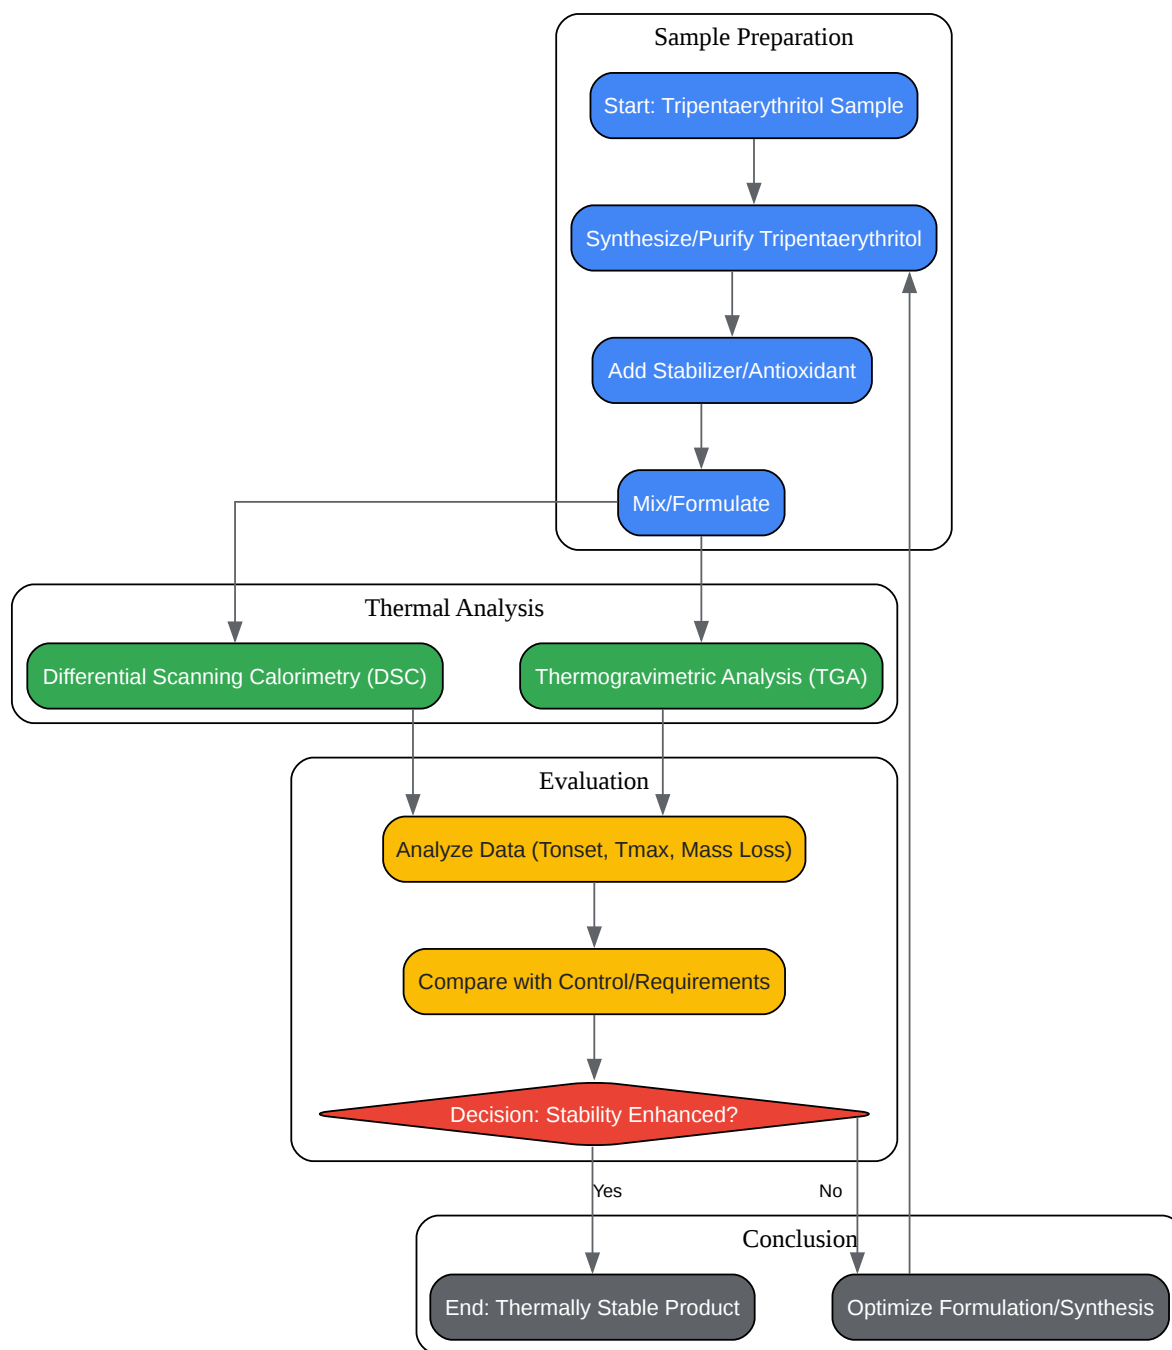 Sample Preparation
Start: Tripentaerythritol Sample
Synthesize/Purify Tripentaerythritol
Add Stabilizer/Antioxidant
Mix/Formulate
Thermal Analysis
Differential Scanning Calorimetry (DSC)
Thermogravimetric Analysis (TGA)
Evaluation
Analyze Data (Tonset, Tmax, Mass Loss)
Compare with Control/Requirements
Decision: Stability Enhanced?
Yes
No
Conclusion
End: Thermally Stable Product
Optimize Formulation/Synthesis